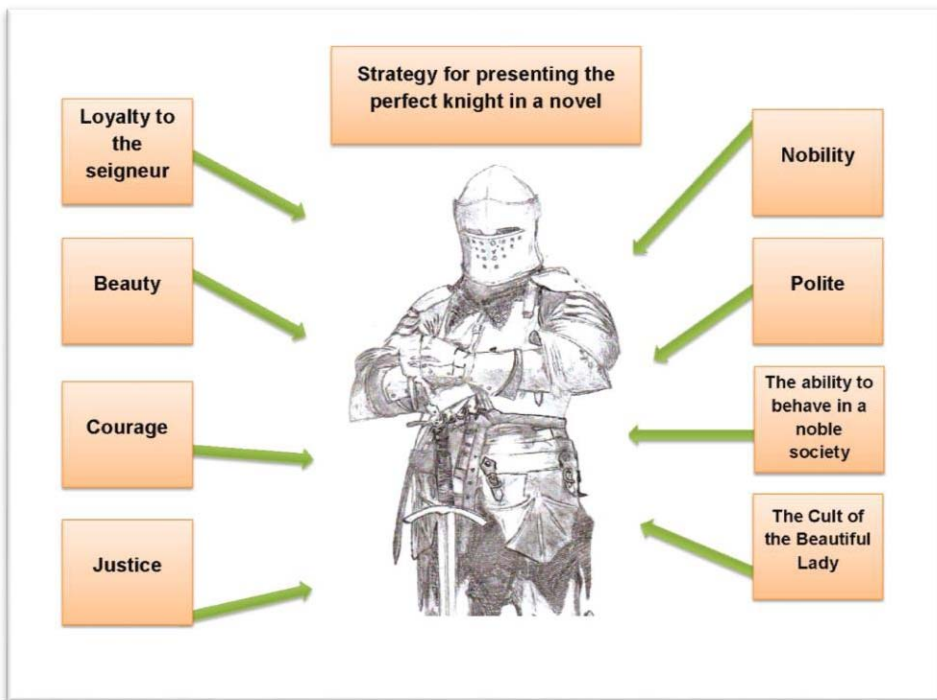 Strategy for presenting the
perfect knight in a novel
Loyalty to
the
seigneur
Beauty
Courage
Justice
Nobility
Polite
The ability to
behave in a
noble
society
The Cult of
the Beautiful
Lady